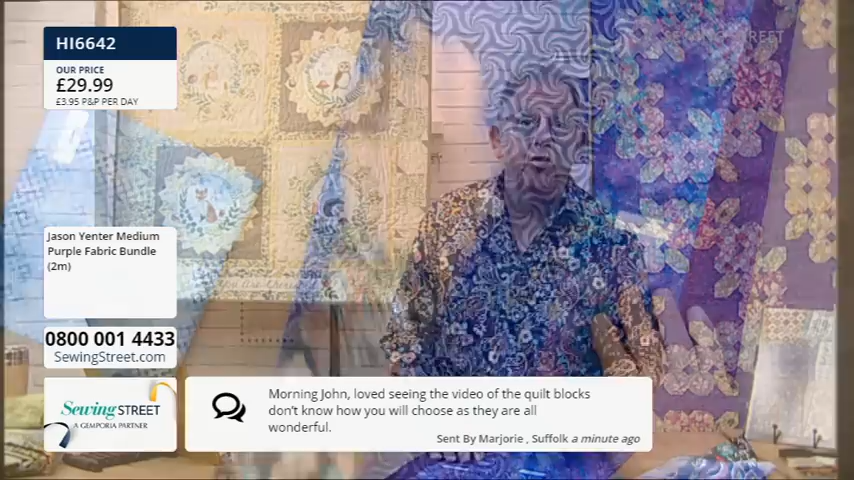 HI6642
OUR PRICE
£29.99
£3.95 P&P PER DAY
SEWING STREET
Jason Yenter Medium
Purple Fabric Bundle
(2m)
0800 001 4433
SewingStreet.com
Sewing STREET
A GEMPORIA PARTNER
Morning John, loved seeing the video of the quilt blocks
don't know how you will choose as they are all
wonderful.
Sent By Marjorie , Suffolk a minute ago